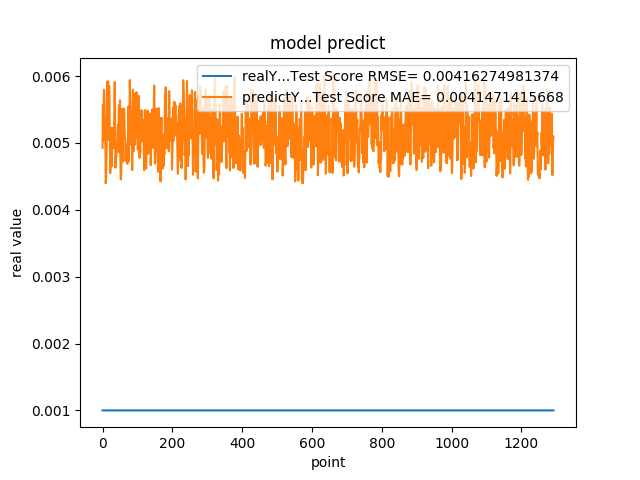 model predict
realY...Test Score RMSE= 0.00416274981374
predictY...Test Score MAE= 0.0041471415668
0.006
0.005
0.004
0.003
0.002
0.001
real value
0 200 400 600 800 1000 1200
point